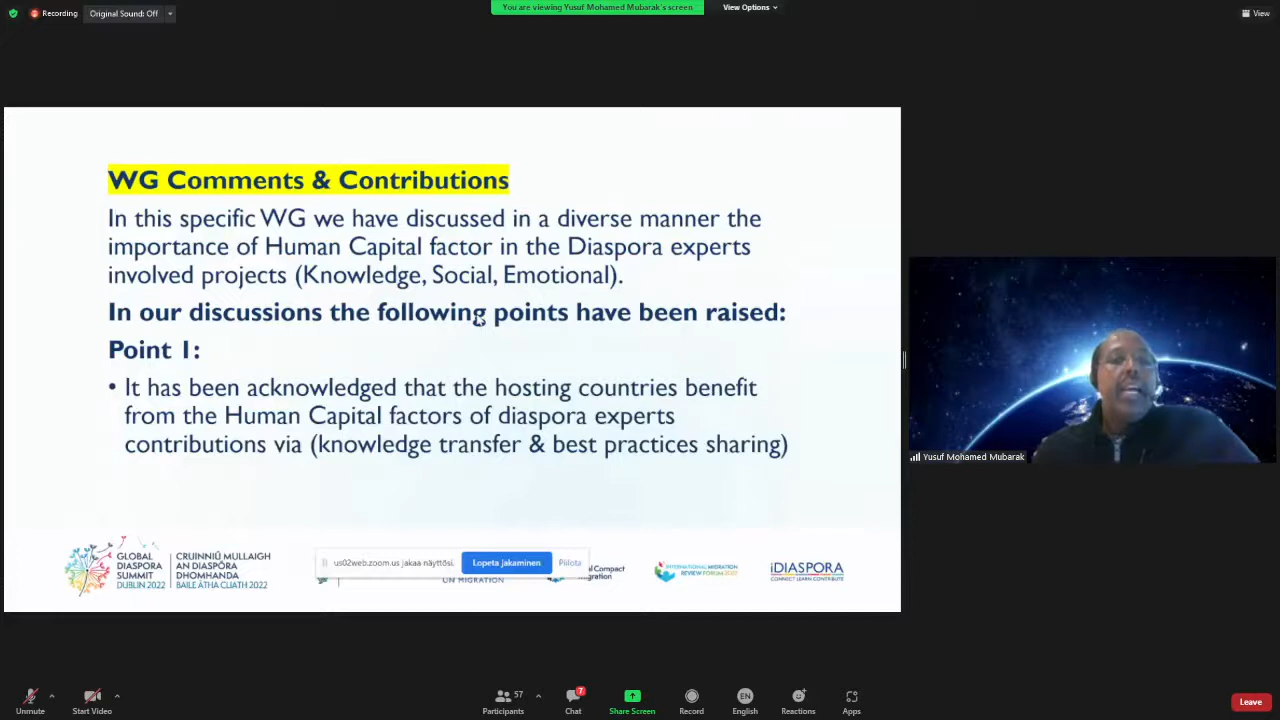 Recording
Original Sound: Off
You are viewing Yusuf Mohamed Mubarak's screen
View Options
View
WG Comments & Contributions
In this specific WG we have discussed in a diverse manner the
importance of Human Capital factor in the Diaspora experts
involved projects (Knowledge, Social, Emotional).
In our discussions the following points have been raised:
Point 1:
• It has been acknowledged that the hosting countries benefit
from the Human Capital factors of diaspora experts
contributions via (knowledge transfer & best practices sharing)
Yusuf Mohamed Mubarak
GLOBAL
DIASPORA
SUMMIT
DUBLIN 2022
CRUINNIÚ MULLAIGH
AN DIASPÓRA
DHOMHANDA
BAILE ÁTHA CLIATH 2022
us02web.zoom.us jakaa näyttösi.
Lopeta jakaminen
Piilota
UN MIGRATION
Compact
igration
INTERNATIONAL MIGRATION
REVIEW FORUM 2022
iDIASPORA
CONNECT LEARN CONTRIBUTE
Unmute
Start Video
57
Participants
7
Chat
Share Screen
Record
EN
English
Reactions
Apps
Leave